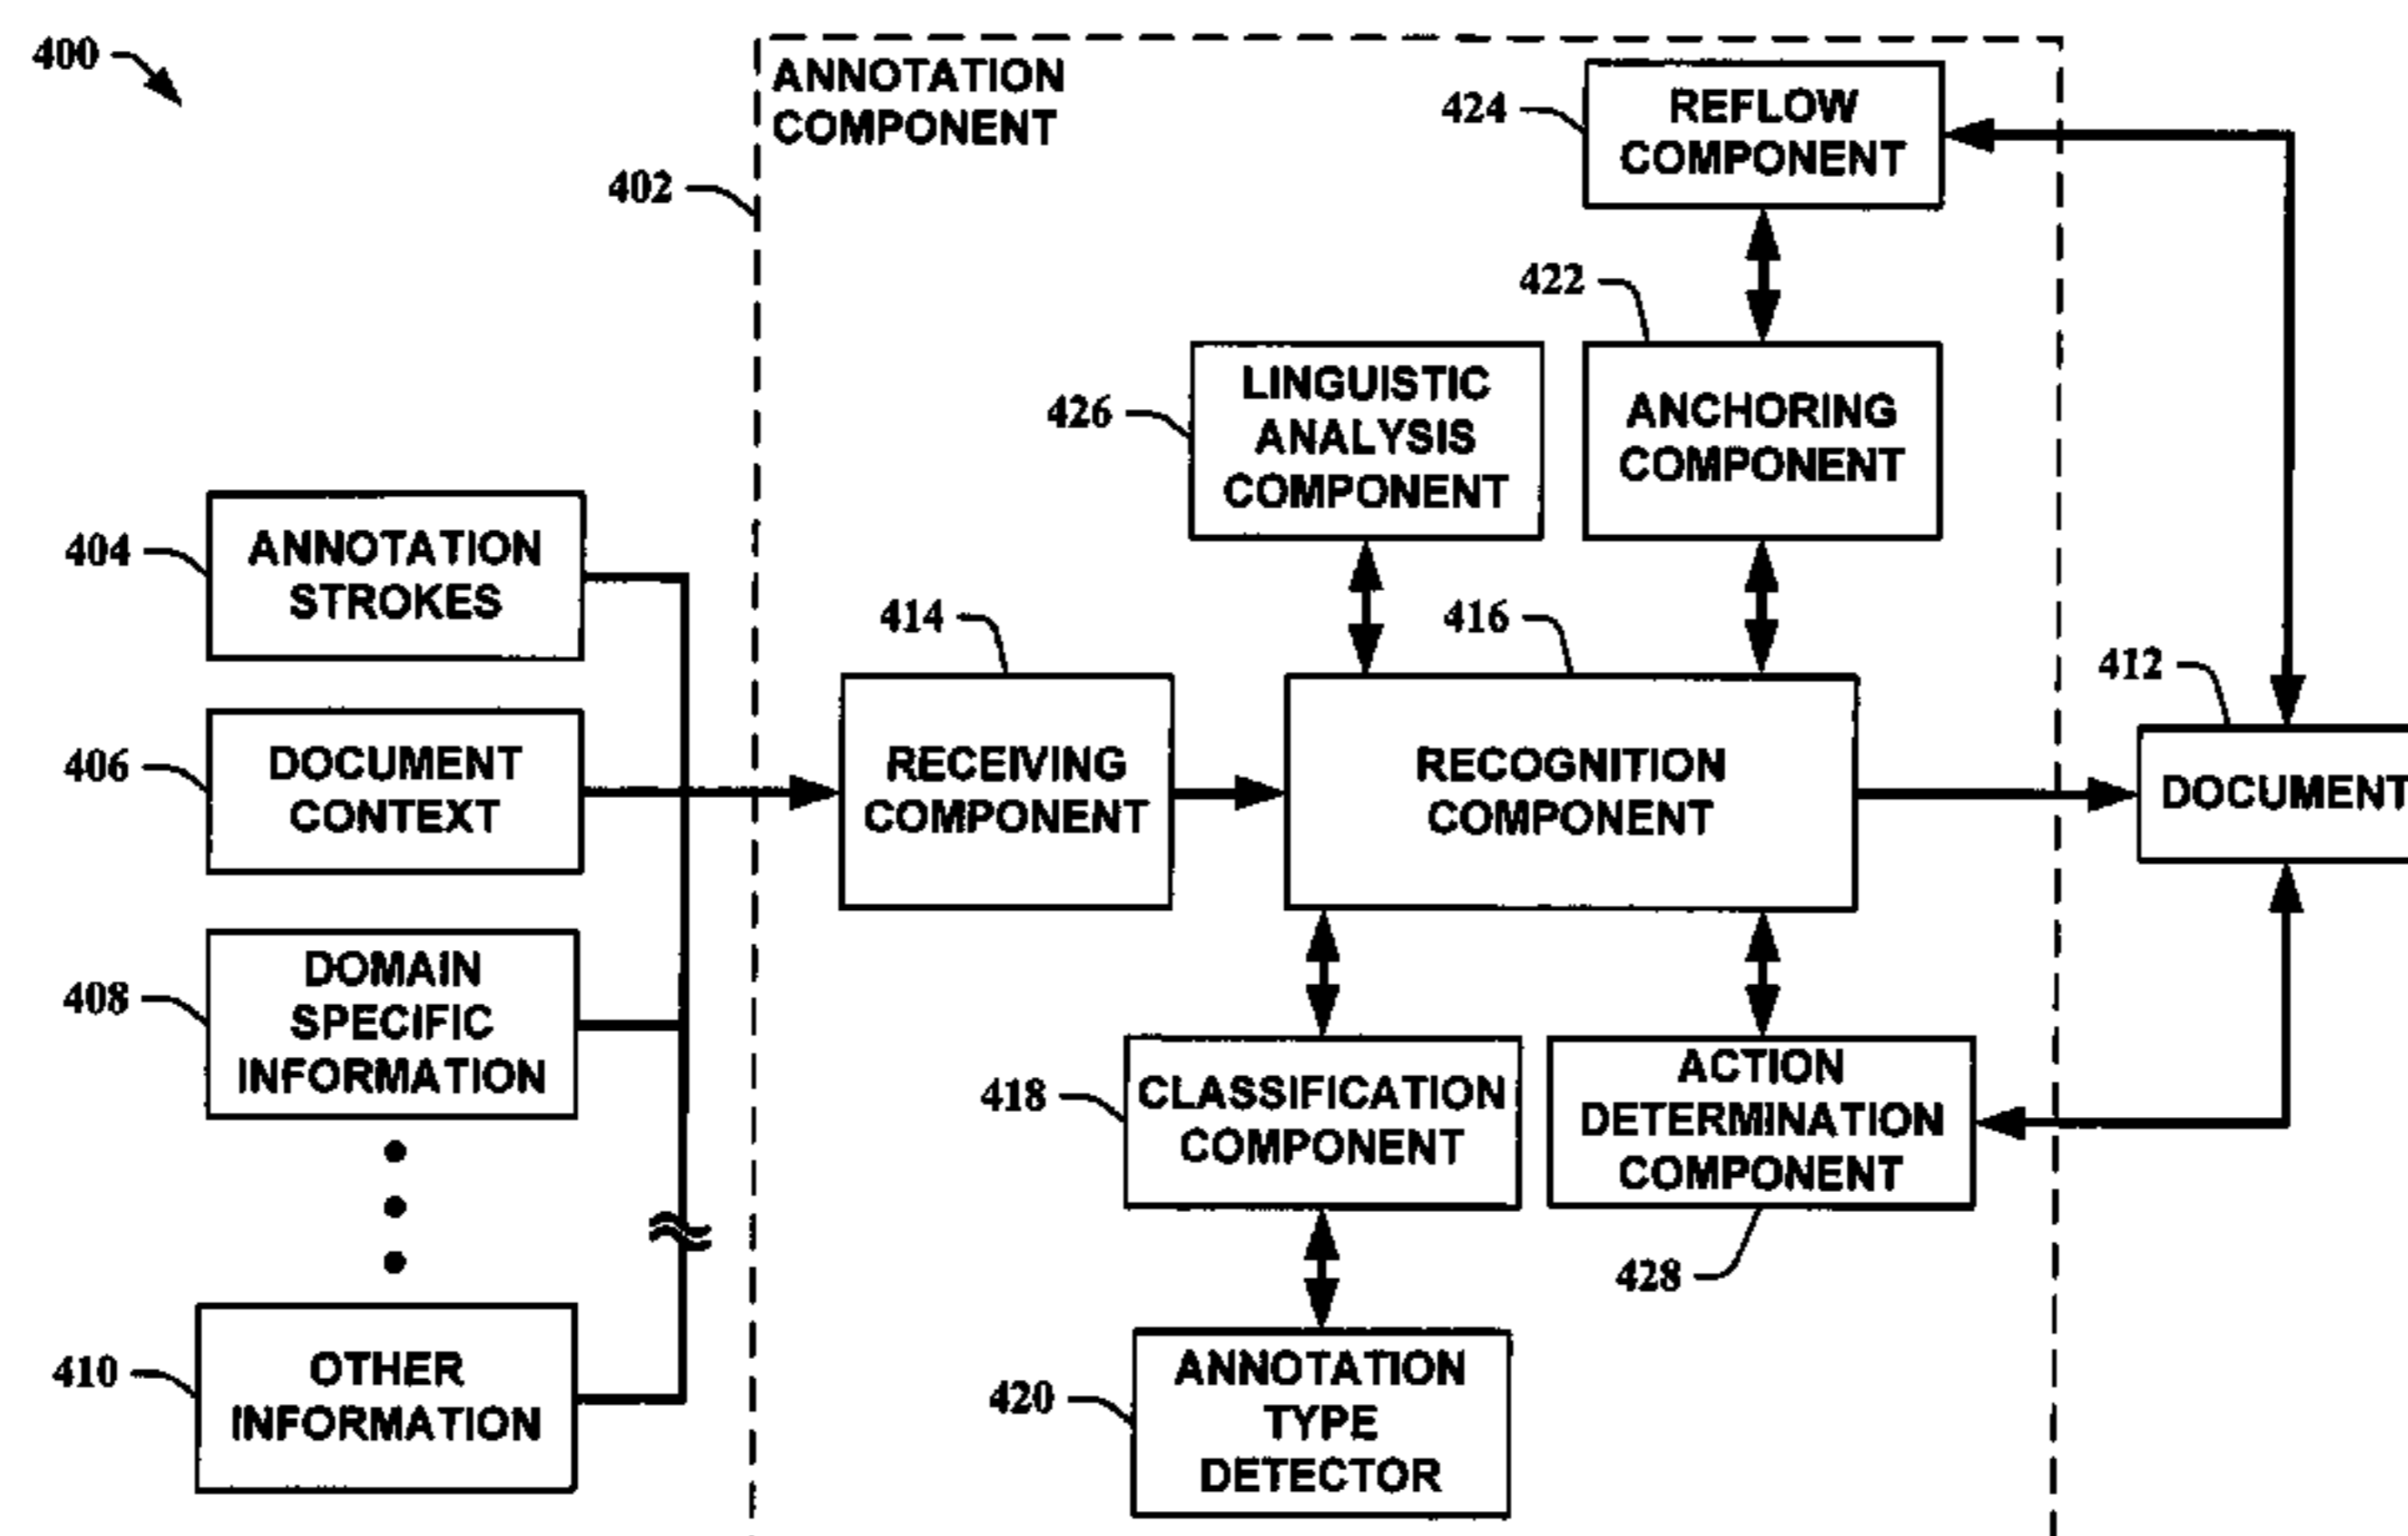 400
ANNOTATION
COMPONENT
402
424
REFLOW
COMPONENT
422
426
LINGUISTIC
ANALYSIS
COMPONENT
ANCHORING
COMPONENT
404
ANNOTATION
STROKES
414
416
412
406
DOCUMENT
CONTEXT
RECEIVING
COMPONENT
RECOGNITION
COMPONENT
DOCUMENT
408
DOMAIN
SPECIFIC
INFORMATION
418
CLASSIFICATION
COMPONENT
ACTION
DETERMINATION
COMPONENT
428
410
OTHER
INFORMATION
420
ANNOTATION
TYPE
DETECTOR